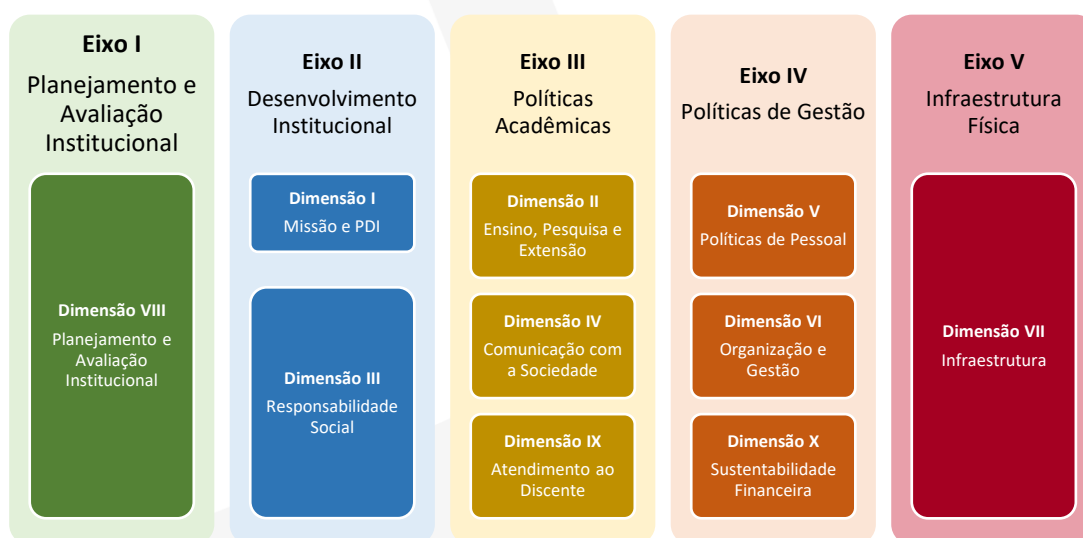 Eixo I
Planejamento e
Avaliação
Institucional
Dimensão VIII
Planejamento e
Avaliação
Institucional
Eixo II
Desenvolvimento
Institucional
Dimensão I
Missão e PDI
Dimensão III
Responsabilidade
Social
Eixo III
Políticas
Acadêmicas
Dimensão II
Ensino, Pesquisa e
Extensão
Dimensão IV
Comunicação com
a Sociedade
Dimensão IX
Atendimento ao
Discente
Eixo IV
Políticas de Gestão
Dimensão V
Políticas de Pessoal
Dimensão VI
Organização e
Gestão
Dimensão X
Sustentabilidade
Financeira
Eixo V
Infraestrutura
Física
Dimensão VII
Infraestrutura